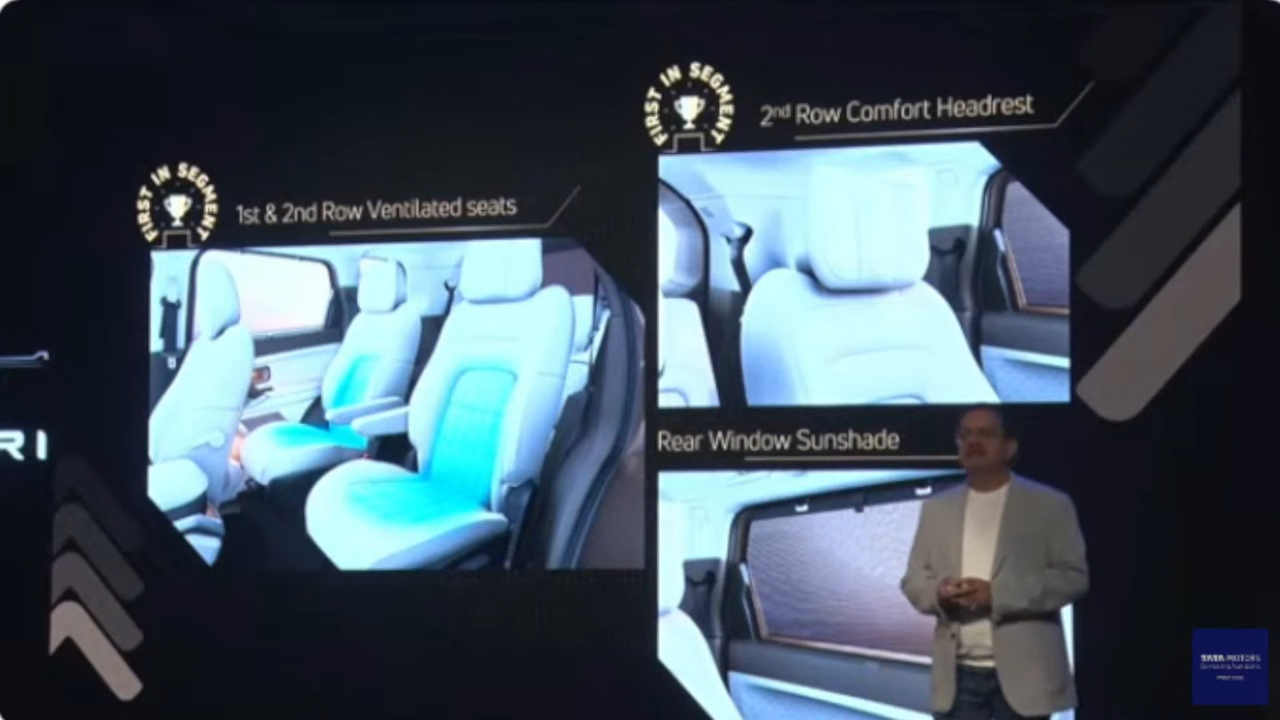 FIRST IN SEGMENT
2nd Row Comfort Headrest
FIRST IN SEGMENT
1st & 2nd Row Ventilated seats
RI
Rear Window Sunshade
TATA MOTORS